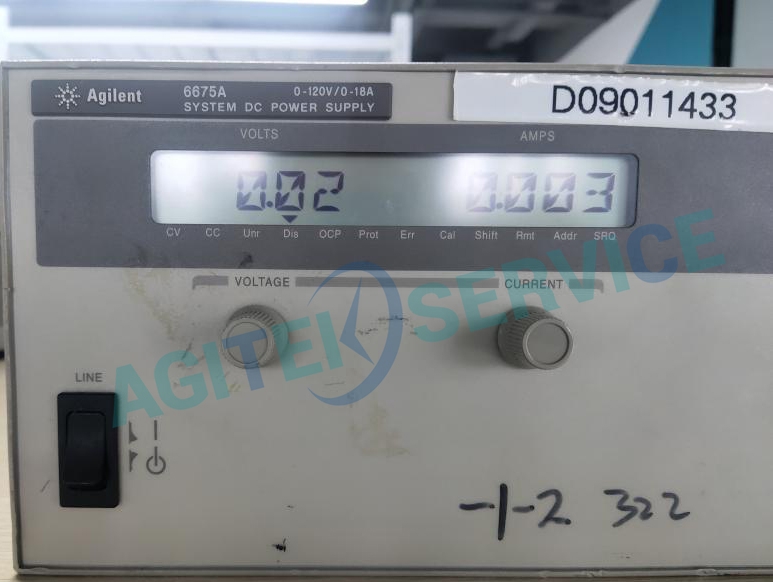 Agilent
6675A 0-120V/0-18A
SYSTEM DC POWER SUPPLY
D09011433
VOLTS AMPS
0.02 0.003
CV CC Unr Dis OCP Prot Err Cal Shift Rmt Addr SRQ
VOLTAGE CURRENT
AGITEK SERVICE
LINE
-1-2 322